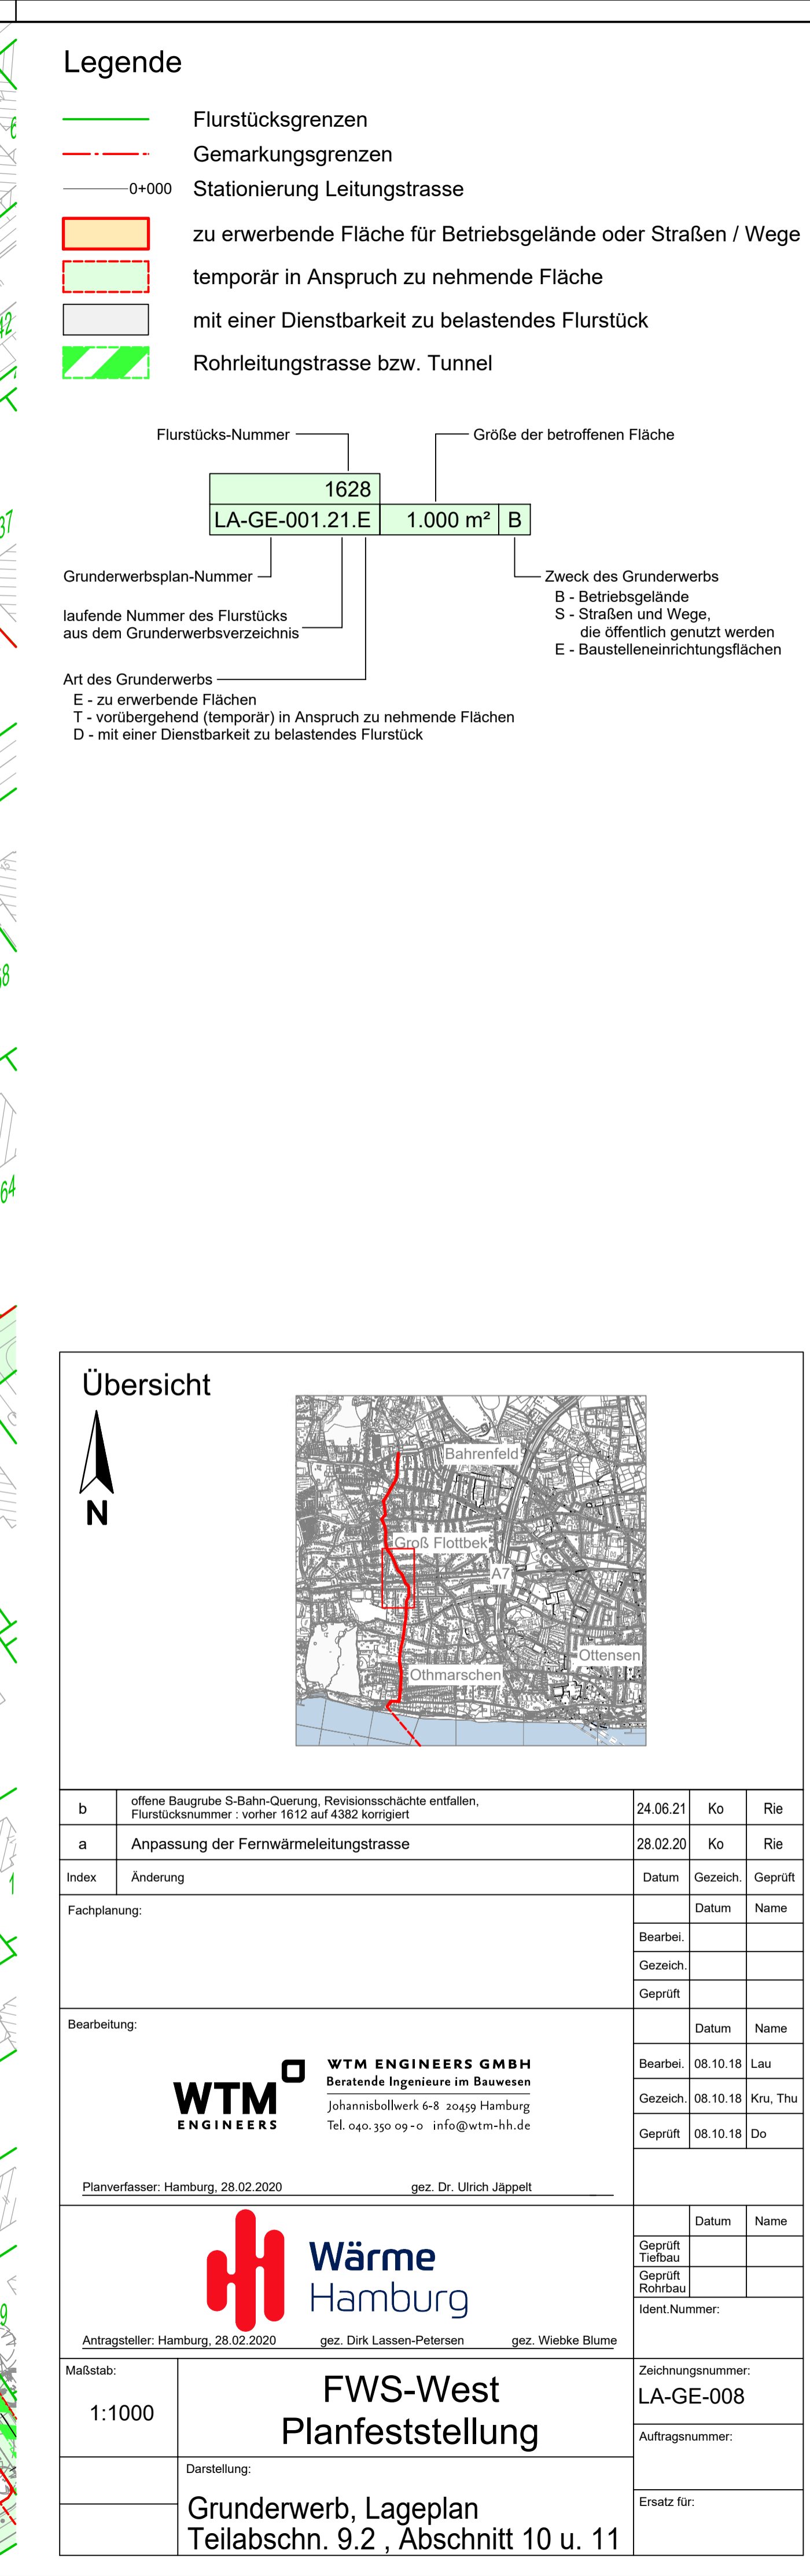 Legende
Flurstücksgrenzen
Gemarkungsgrenzen
0+000 Stationierung Leitungstrasse
zu erwerbende Fläche für Betriebsgelände oder Straßen / Wege
temporär in Anspruch zu nehmende Fläche
mit einer Dienstbarkeit zu belastendes Flurstück
Rohrleitungstrasse bzw. Tunnel
Flurstücks-Nummer
Größe der betroffenen Fläche
1628
LA-GE-001.21.E 1.000 m² B
Grunderwerbsplan-Nummer
laufende Nummer des Flurstücks
aus dem Grunderwerbsverzeichnis
Art des Grunderwerbs
E - zu erwerbende Flächen
T - vorübergehend (temporär) in Anspruch zu nehmende Flächen
D - mit einer Dienstbarkeit zu belastendes Flurstück
Zweck des Grunderwerbs
B - Betriebsgelände
S - Straßen und Wege,
die öffentlich genutzt werden
E - Baustelleneinrichtungsflächen
37
64
Übersicht
N
Bahrenfeld
Groß Flottbek
A7
Ottensen
Othmarschen
b offene Baugrube S-Bahn-Querung, Revisionsschächte entfallen,
Flurstücksnummer : vorher 1612 auf 4382 korrigiert 24.06.21 Ko Rie
a Anpassung der Fernwärmeleitungstrasse 28.02.20 Ko Rie
Index Änderung Datum Gezeich. Geprüft
Fachplanung:
Datum Name
Bearbei.
Gezeich.
Geprüft
Bearbeitung:
WTM
ENGINEERS
WTM ENGINEERS GMBH
Beratende Ingenieure im Bauwesen
Johannisbollwerk 6-8 20459 Hamburg
Tel. 040.350 09-0 info@wtm-hh.de
Planverfasser: Hamburg, 28.02.2020 gez. Dr. Ulrich Jäppelt
Datum Name
Bearbei. 08.10.18 Lau
Gezeich. 08.10.18 Kru, Thu
Geprüft 08.10.18 Do
Wärme
Hamburg
Antragsteller: Hamburg, 28.02.2020 gez. Dirk Lassen-Petersen gez. Wiebke Blume
Datum Name
Geprüft
Tiefbau
Geprüft
Rohrbau
Ident.Nummer:
Maßstab:
1:1000
FWS-West
Planfeststellung
Zeichnungsnummer:
LA-GE-008
Auftragsnummer:
Darstellung:
Grunderwerb, Lageplan
Teilabschn. 9.2 , Abschnitt 10 u. 11
Ersatz für: